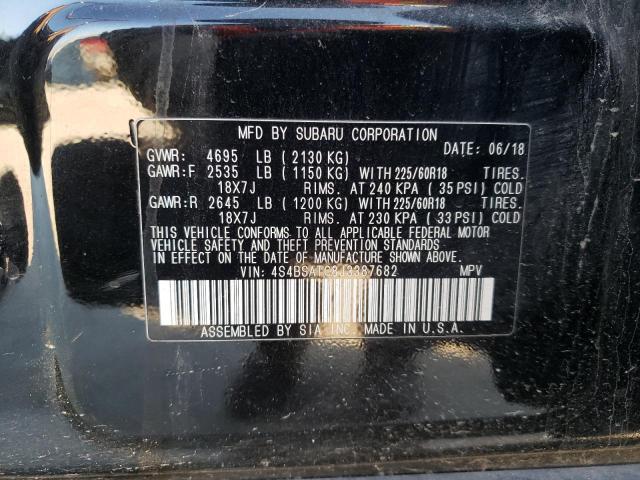 MFD BY SUBARU CORPORATION
GVWR: 4695 LB (2130 KG) DATE: 06/18
GAWR:F 2535 LB (1150 KG) WITH 225/60R18 TIRES.
18X7J RIMS. AT 240 KPA (35 PSI) COLD
GAWR:R 2645 LB (1200 KG) WITH 225/60R18 TIRES.
18X7J RIMS. AT 230 KPA (33 PSI) COLD
THIS VEHICLE CONFORMS TO ALL APPLICABLE FEDERAL MOTOR
VEHICLE SAFETY AND THEFT PREVENTION STANDARDS
IN EFFECT ON THE DATE OF MANUFACTURE SHOWN ABOVE.
VIN: MPV
ASSEMBLED BY SIA INC. MADE IN U.S.A.